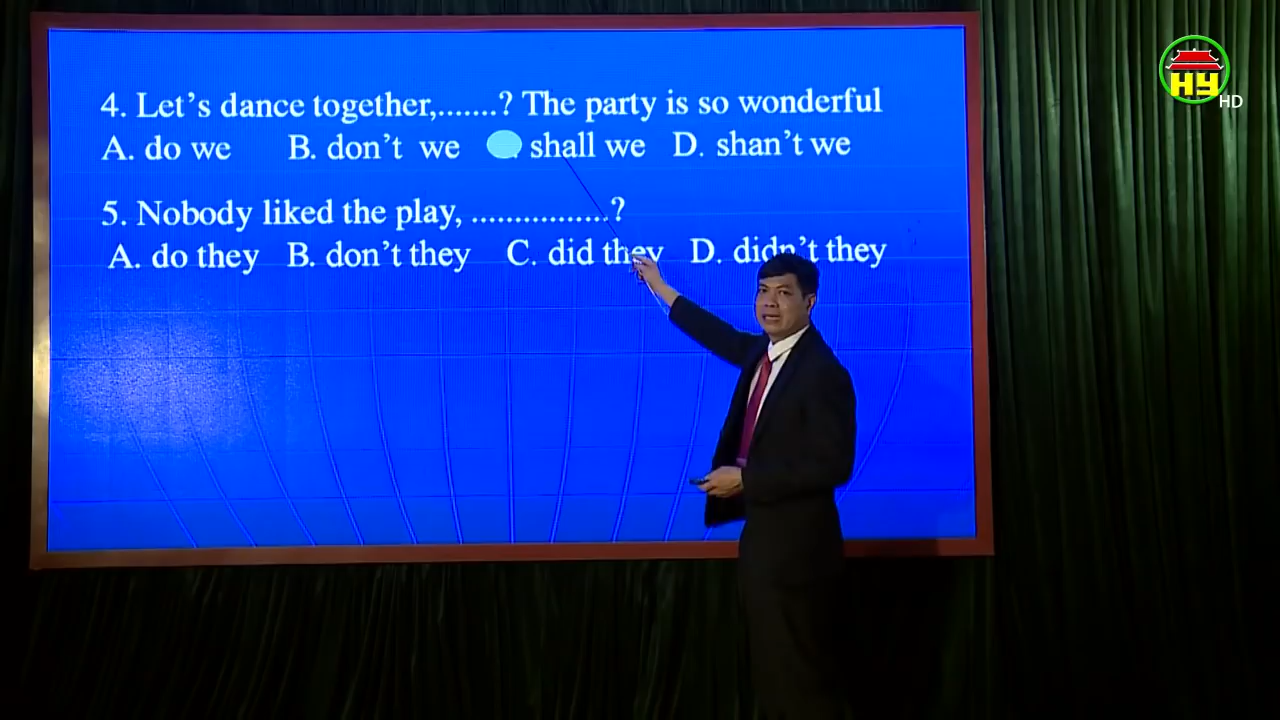 4. Let's dance together,.......? The party is so wonderful
A. do we B. don't we shall we D. shan't we
5. Nobody liked the play, ................?
A. do they B. don't they C. did they D. didn't they
HY
HD